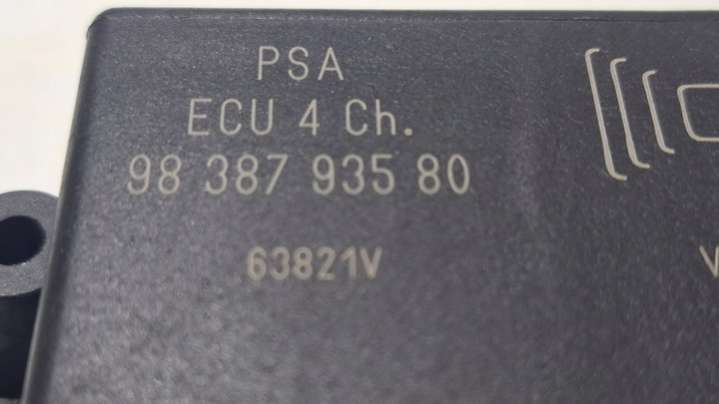 PSA
ECU 4 Ch.
98 387 935 80
63821V
V